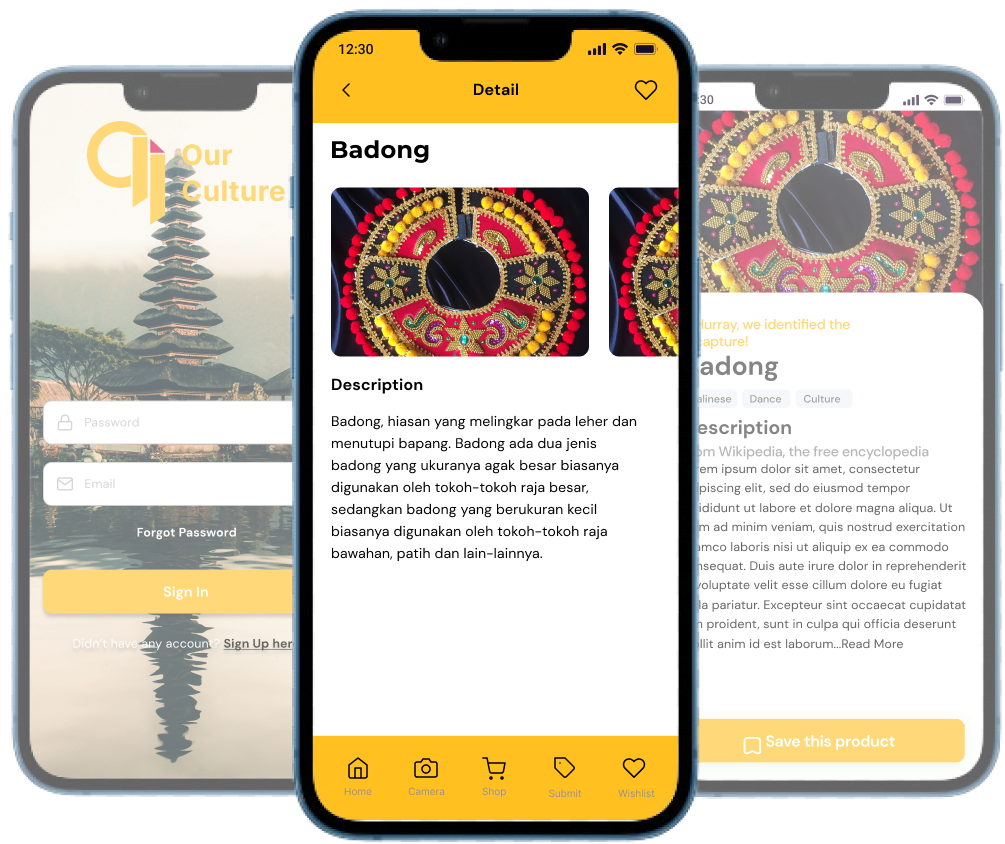 Our
Culture
Password
Email
Forgot Password
Sign In
Didn't have any account? Sign Up her
12:30
Detail
Badong
Description
Badong, hiasan yang melingkar pada leher dan
menutupi bapang. Badong ada dua jenis
badong yang ukuranya agak besar biasanya
digunakan oleh tokoh-tokoh raja besar,
sedangkan badong yang berukuran kecil
biasanya digunakan oleh tokoh-tokoh raja
bawahan, patih dan lain-lainnya.
Home
Camera
Shop
Submit
Wishlist
:30
Hurray, we identified the
capture!
adong
alinese
Dance
Culture
escription
om Wikipedia, the free encyclopedia
rem ipsum dolor sit amet, consectetur
ipiscing elit, sed do eiusmod tempor
ididunt ut labore et dolore magna aliqua. Ut
m ad minim veniam, quis nostrud exercitation
amco laboris nisi ut aliquip ex ea commodo
nsequat. Duis aute irure dolor in reprehenderit
voluptate velit esse cillum dolore eu fugiat
la pariatur. Excepteur sint occaecat cupidatat
n proident, sunt in culpa qui officia deserunt
llit anim id est laborum...Read More
Save this product